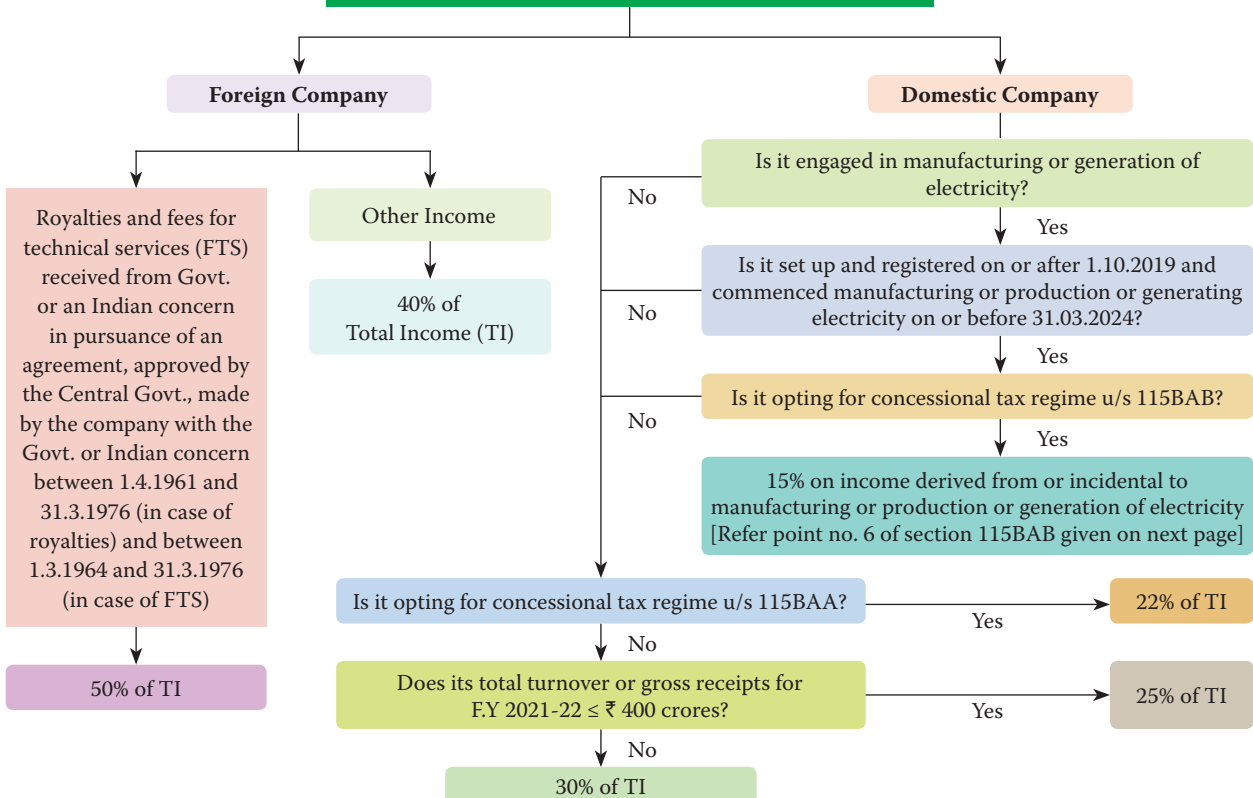 Foreign Company
Domestic Company
Is it engaged in manufacturing or generation of
electricity?
No
Yes
Royalties and fees for
technical services (FTS)
received from Govt.
or an Indian concern
in pursuance of an
agreement, approved by
the Central Govt., made
by the company with the
Govt. or Indian concern
between 1.4.1961 and
31.3.1976 (in case of
royalties) and between
1.3.1964 and 31.3.1976
(in case of FTS)
50% of TI
Other Income
40% of
Total Income (TI)
Is it set up and registered on or after 1.10.2019 and
commenced manufacturing or production or generating
electricity on or before 31.03.2024?
No
Yes
Is it opting for concessional tax regime u/s 115BAB?
No
Yes
15% on income derived from or incidental to
manufacturing or production or generation of electricity
[Refer point no. 6 of section 115BAB given on next page]
Is it opting for concessional tax regime u/s 115BAA?
Yes
22% of TI
No
Does its total turnover or gross receipts for
F.Y 2021-22 ≤ ₹ 400 crores?
Yes
25% of TI
No
30% of TI